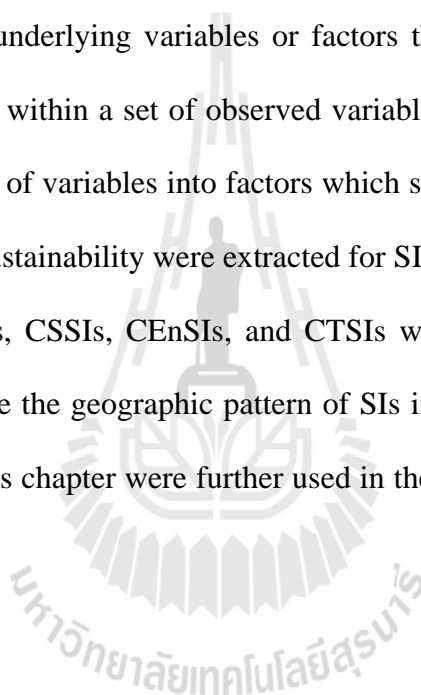 underlying variables or factors t
within a set of observed variabl
of variables into factors which s
ustainability were extracted for SI
s, CSSIs, CEnSIs, and CTSIs w
e the geographic pattern of SIs i
s chapter were further used in the
มหาวิทยาลัยเทคโนโลยีสุรนารี